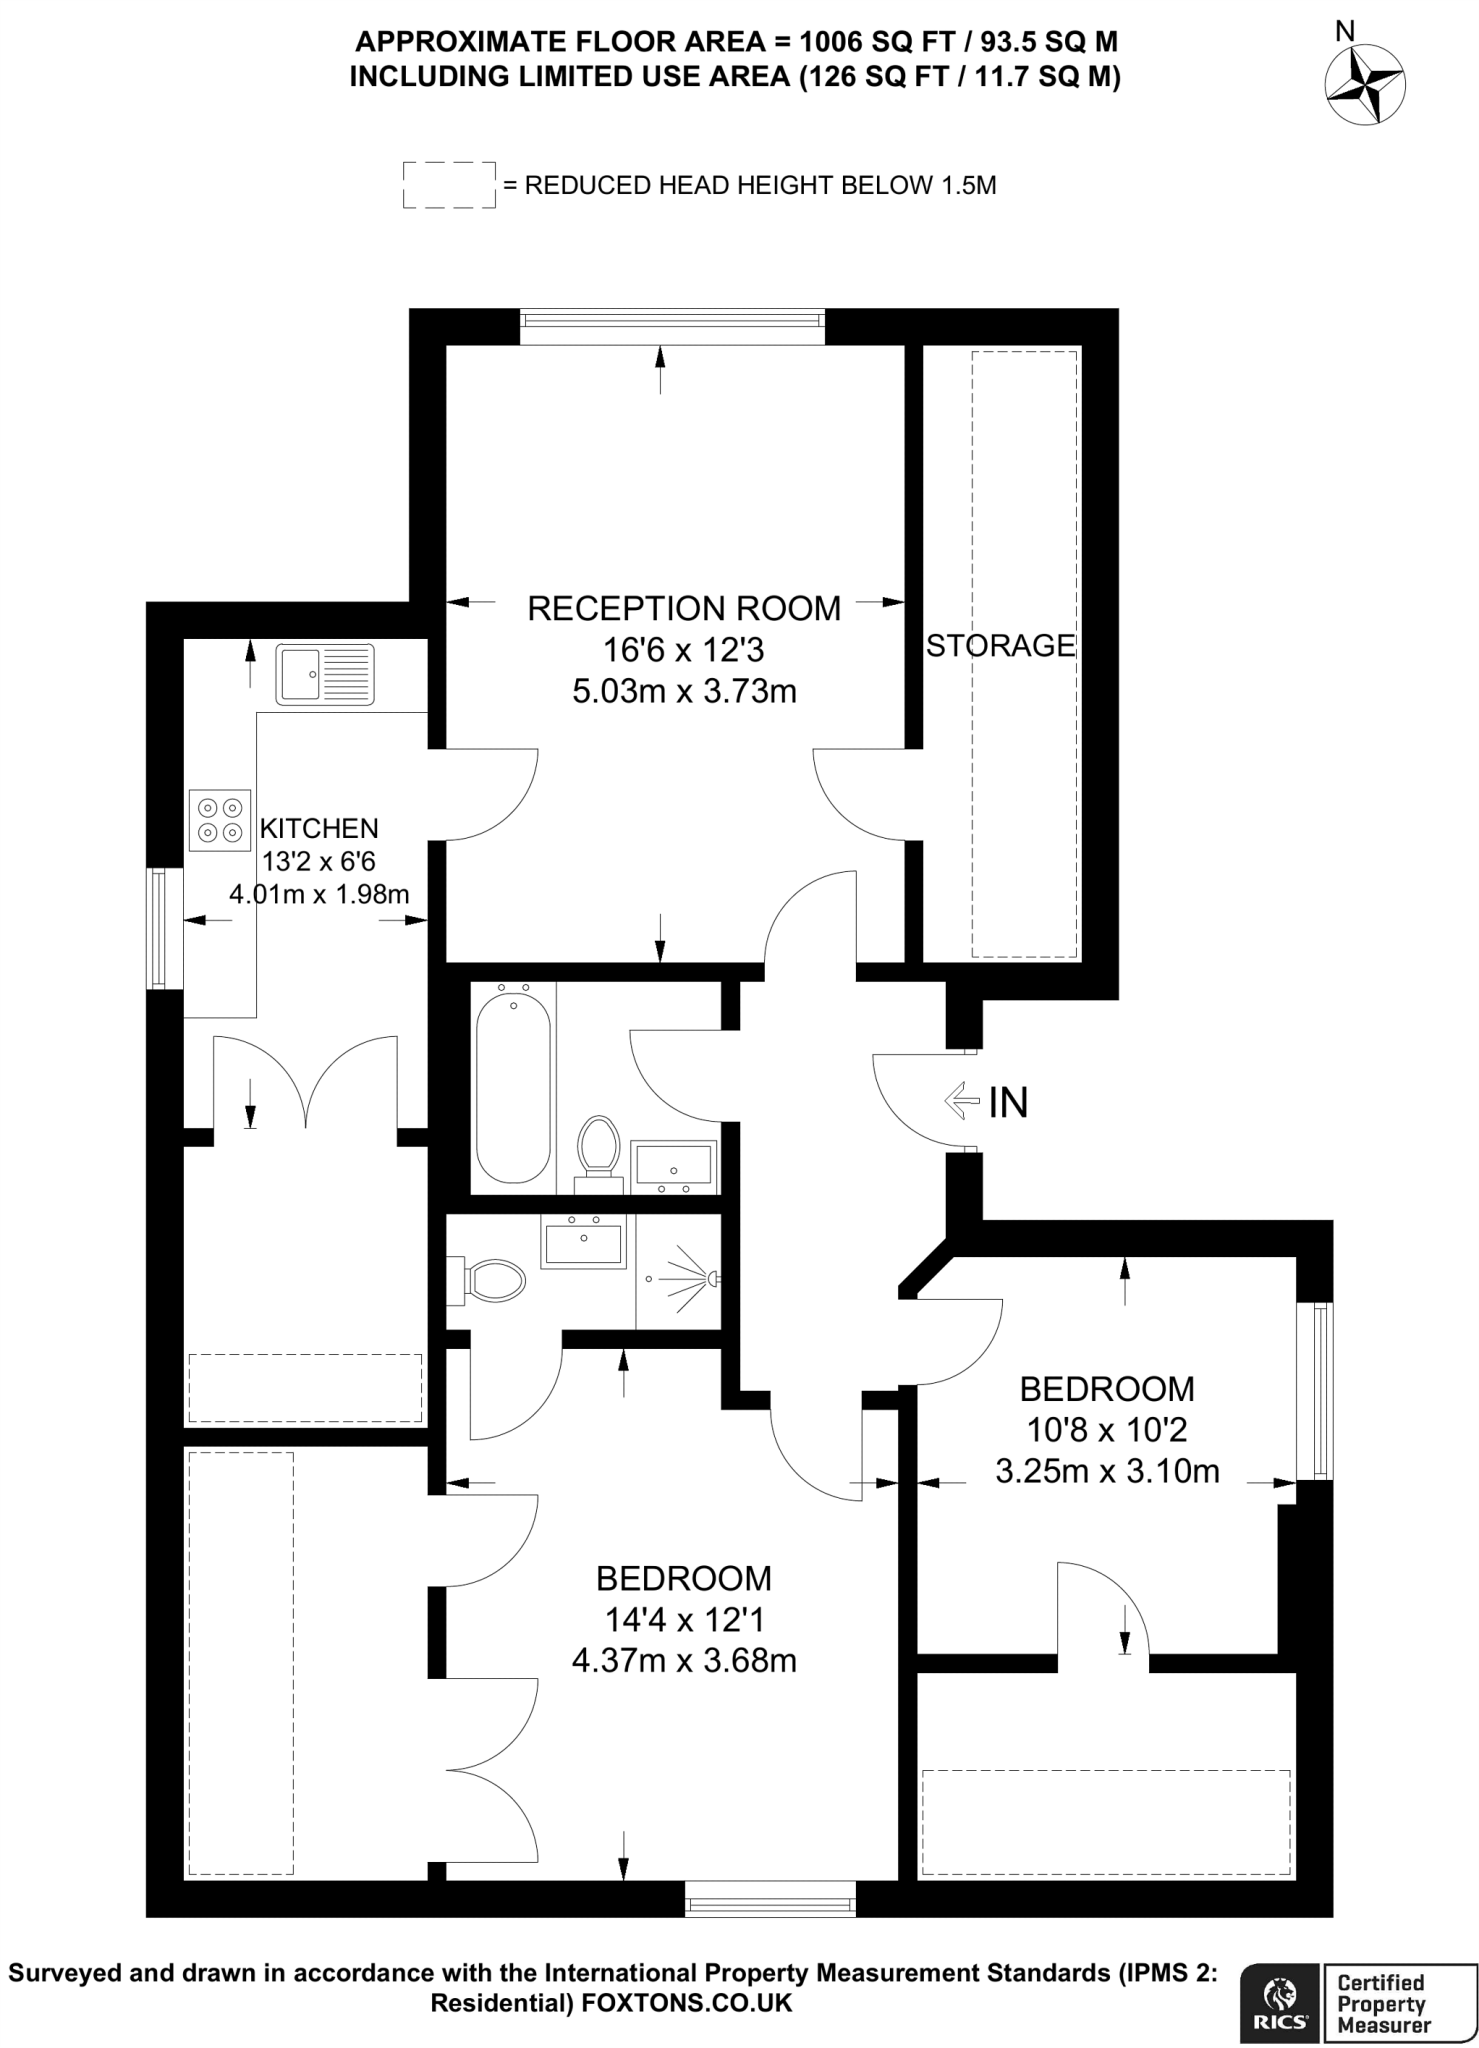 APPROXIMATE FLOOR AREA = 1006 SQ FT / 93.5 SQ M
INCLUDING LIMITED USE AREA (126 SQ FT / 11.7 SQ M)
N
= REDUCED HEAD HEIGHT BELOW 1.5M
RECEPTION ROOM
16'6 x 12'3
5.03m x 3.73m
STORAGE
KITCHEN
13'2 x 6'6
4.01m x 1.98m
IN
BEDROOM
10'8 x 10'2
3.25m x 3.10m
BEDROOM
14'4 x 12'1
4.37m x 3.68m
Surveyed and drawn in accordance with the International Property Measurement Standards (IPMS 2:
Residential) FOXTONS.CO.UK
RICS
Certified
Property
Measurer